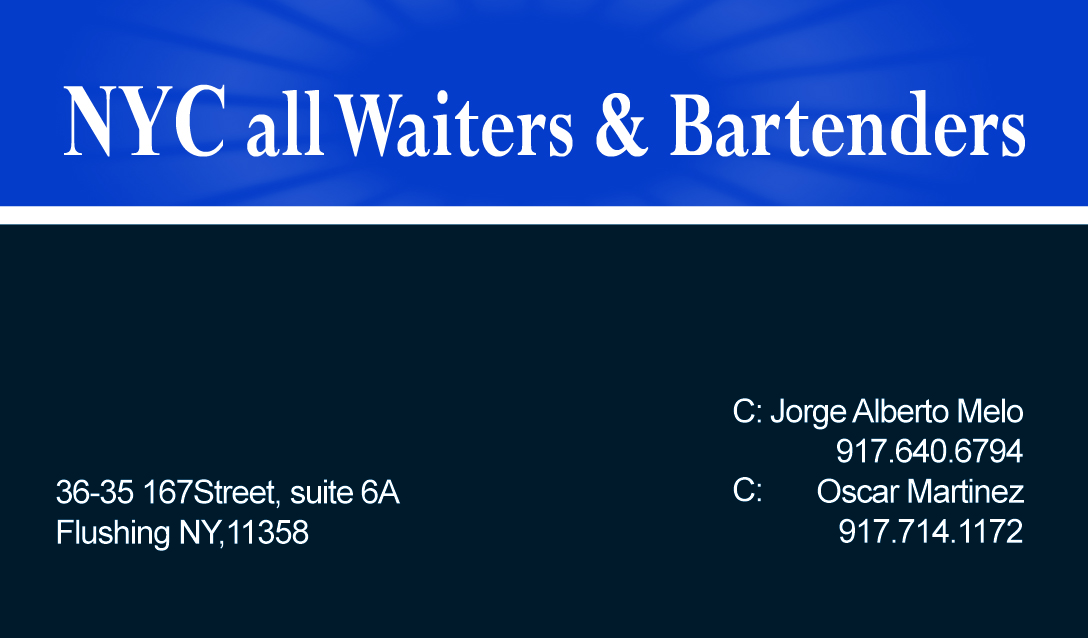 NYC all Waiters & Bartenders
36-35 167Street, suite 6A
Flushing NY,11358
C: Jorge Alberto Melo
917.640.6794
C: Oscar Martinez
917.714.1172